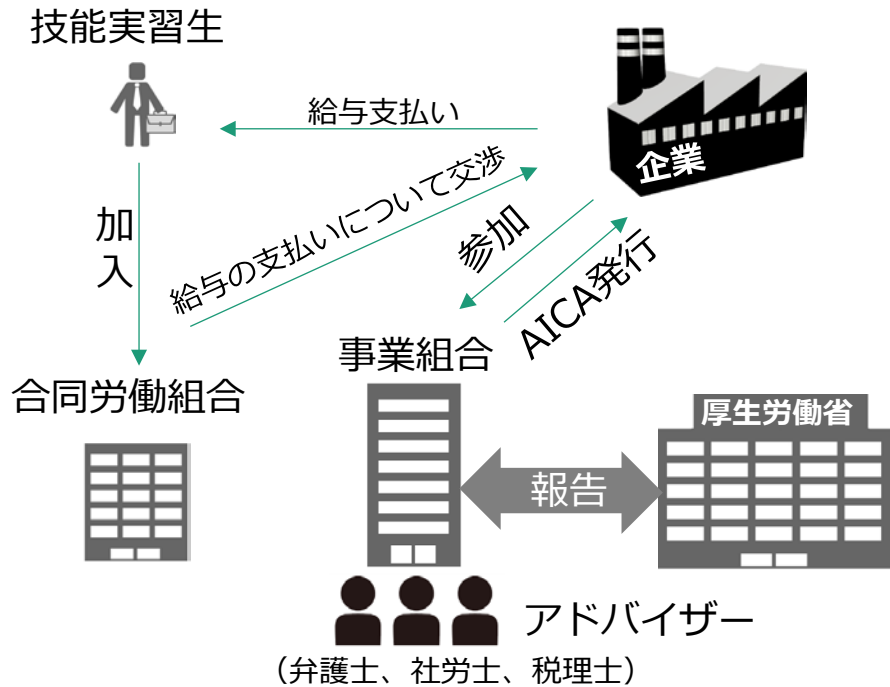 技能実習生
給与支払い
企業
加入
給与の支払いについて交渉
参加
AICA発行
合同労働組合
事業組合
厚生労働省
報告
アドバイザー
（弁護士、社労士、税理士）